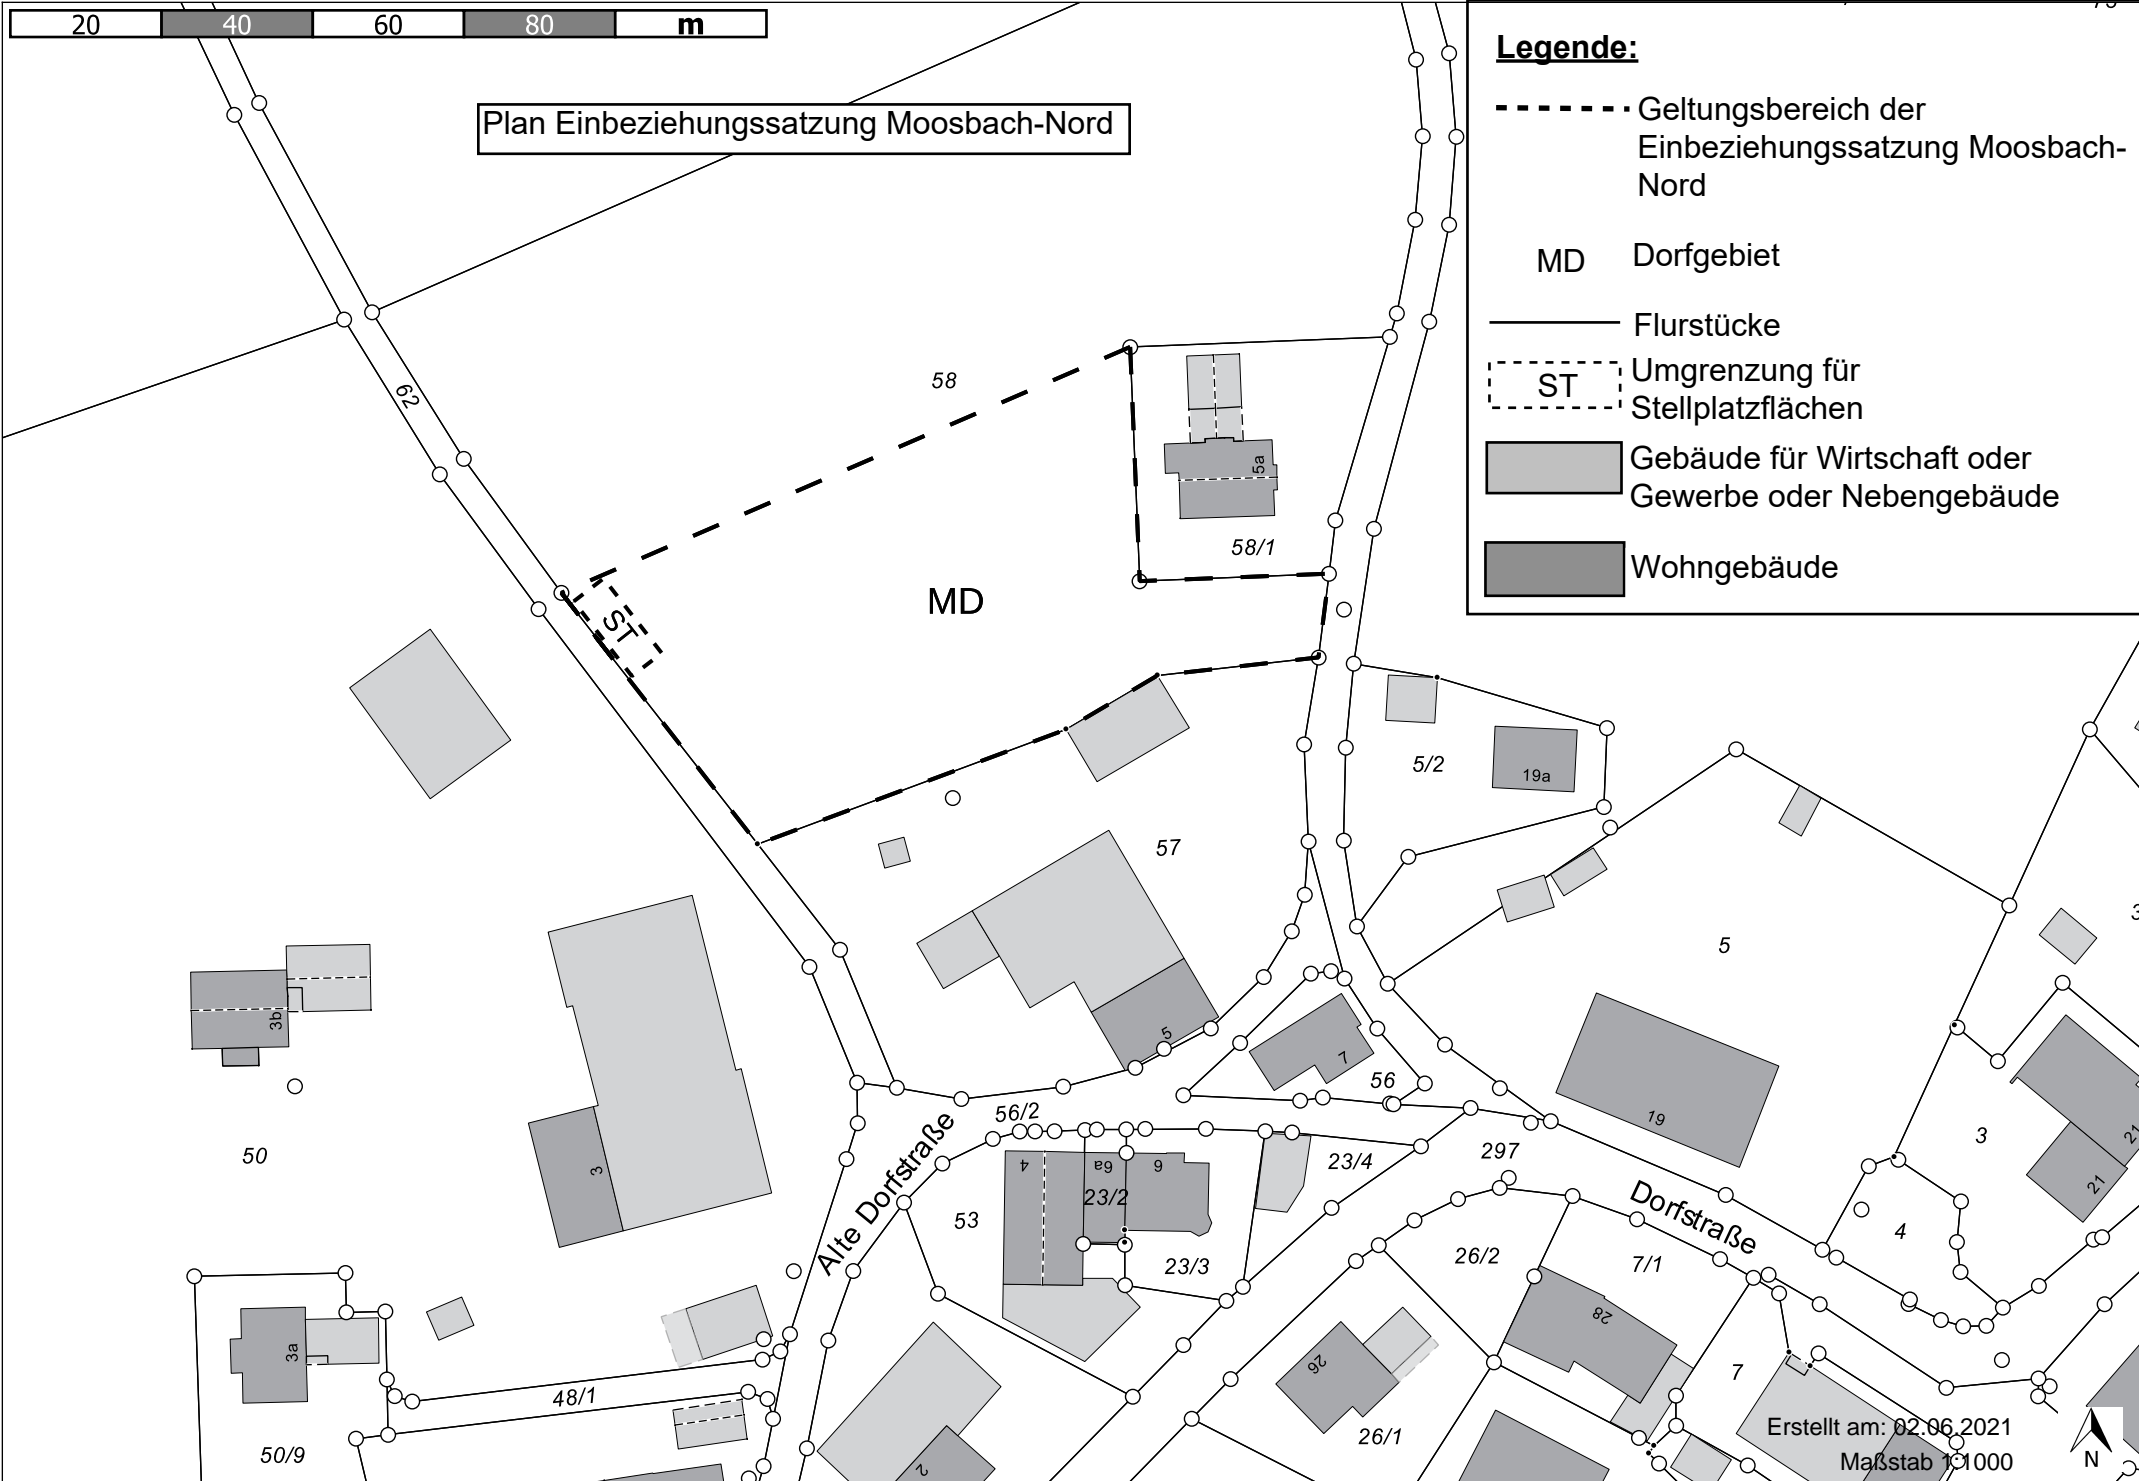 20 40 60 80 m
Plan Einbeziehungssatzung Moosbach-Nord
Legende:
Geltungsbereich der
Einbeziehungssatzung Moosbach-
Nord
MD Dorfgebiet
Flurstücke
ST
Umgrenzung für
Stellplatzflächen
Gebäude für Wirtschaft oder
Gewerbe oder Nebengebäude
Wohngebäude
62
58
5a
58/1
MD
ST
5/2
19a
57
5
3
3b
5
7
56
56/2
50
3
4
6a
6
23/2
23/4
297
19
3
21
21
53
Alte Dorfstraße
23/3
26/2
Dorfstraße
7/1
4
3a
28
26
7
48/1
50/9
26/1
2
Erstellt am: 02.06.2021
Maßstab 1:1000
N